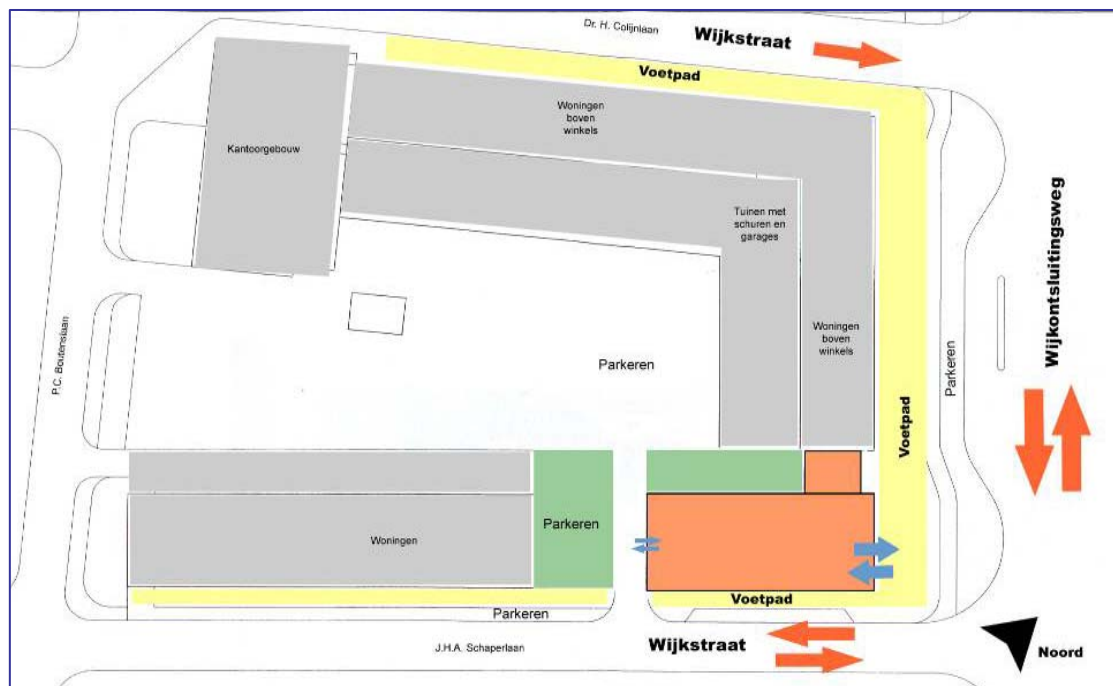 Dr. H. Colijnlaan
Wijkstraat
Voetpad
Woningen
boven
winkels
Kantoorgebouw
Tuinen met
schuren en
garages
Wijkontsluitingsweg
Woningen
boven
winkels
P.C. Boutenslaan
Parkeren
Parkeren
Voetpad
Parkeren
Woningen
Voetpad
Parkeren
Wijkstraat
J.H.A. Schaperlaan
Noord